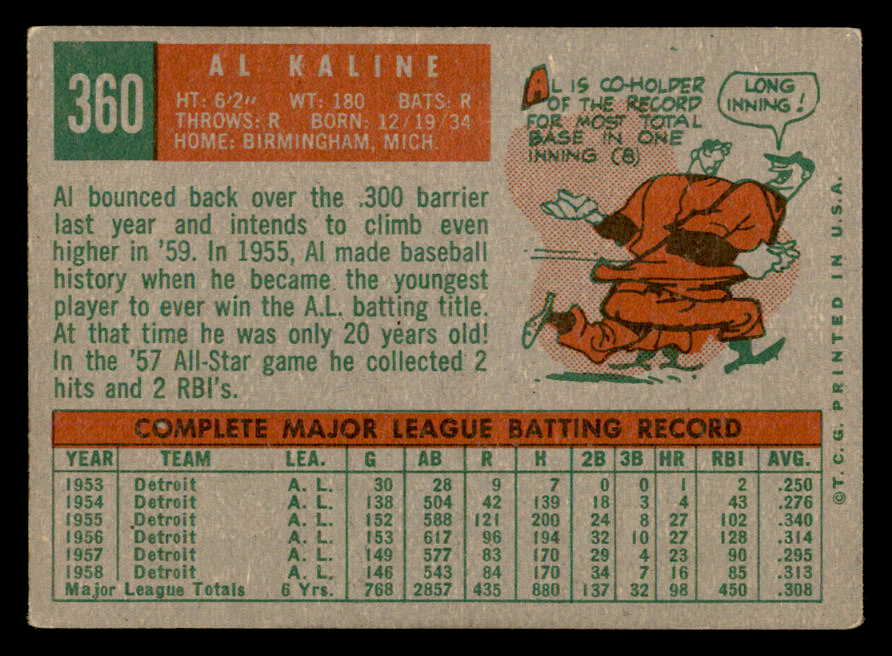 360
AL KALINE
HT: 6'2" WT: 180 BATS: R
THROWS: R BORN: 12/19/34
HOME: BIRMINGHAM, MICH.
Al bounced back over the .300 barrier
last year and intends to climb even
higher in '59. In 1955, Al made baseball
history when he became the youngest
player to ever win the A.L. batting title.
At that time he was only 20 years old!
In the '57 All-Star game he collected 2
hits and 2 RBI's.
AL IS CO-HOLDER
OF THE RECORD
FOR MOST TOTAL
BASE IN ONE
INNING (8)
LONG
INNING!
COMPLETE MAJOR LEAGUE BATTING RECORD
YEAR TEAM LEA. G AB R H 2B 3B HR RBI AVG.
1953 Detroit A. L. 30 28 9 7 0 0 1 2 .250
1954 Detroit A. L. 138 504 42 139 18 3 4 43 .276
1955 Detroit A. L. 152 588 121 200 24 8 27 102 .340
1956 Detroit A. L. 153 617 96 194 32 10 27 128 .314
1957 Detroit A. L. 149 577 83 170 29 4 23 90 .295
1958 Detroit A. L. 146 543 84 170 34 7 16 85 .313
Major League Totals 6 Yrs. 768 2857 435 880 137 32 98 450 .308
©T. C. G. PRINTED IN U.S.A.